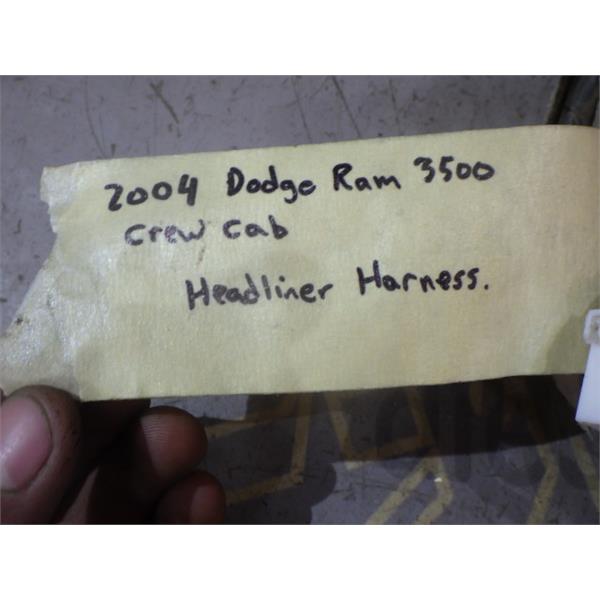 2004 Dodge Ram 3500
crew cab
Headliner Harness.